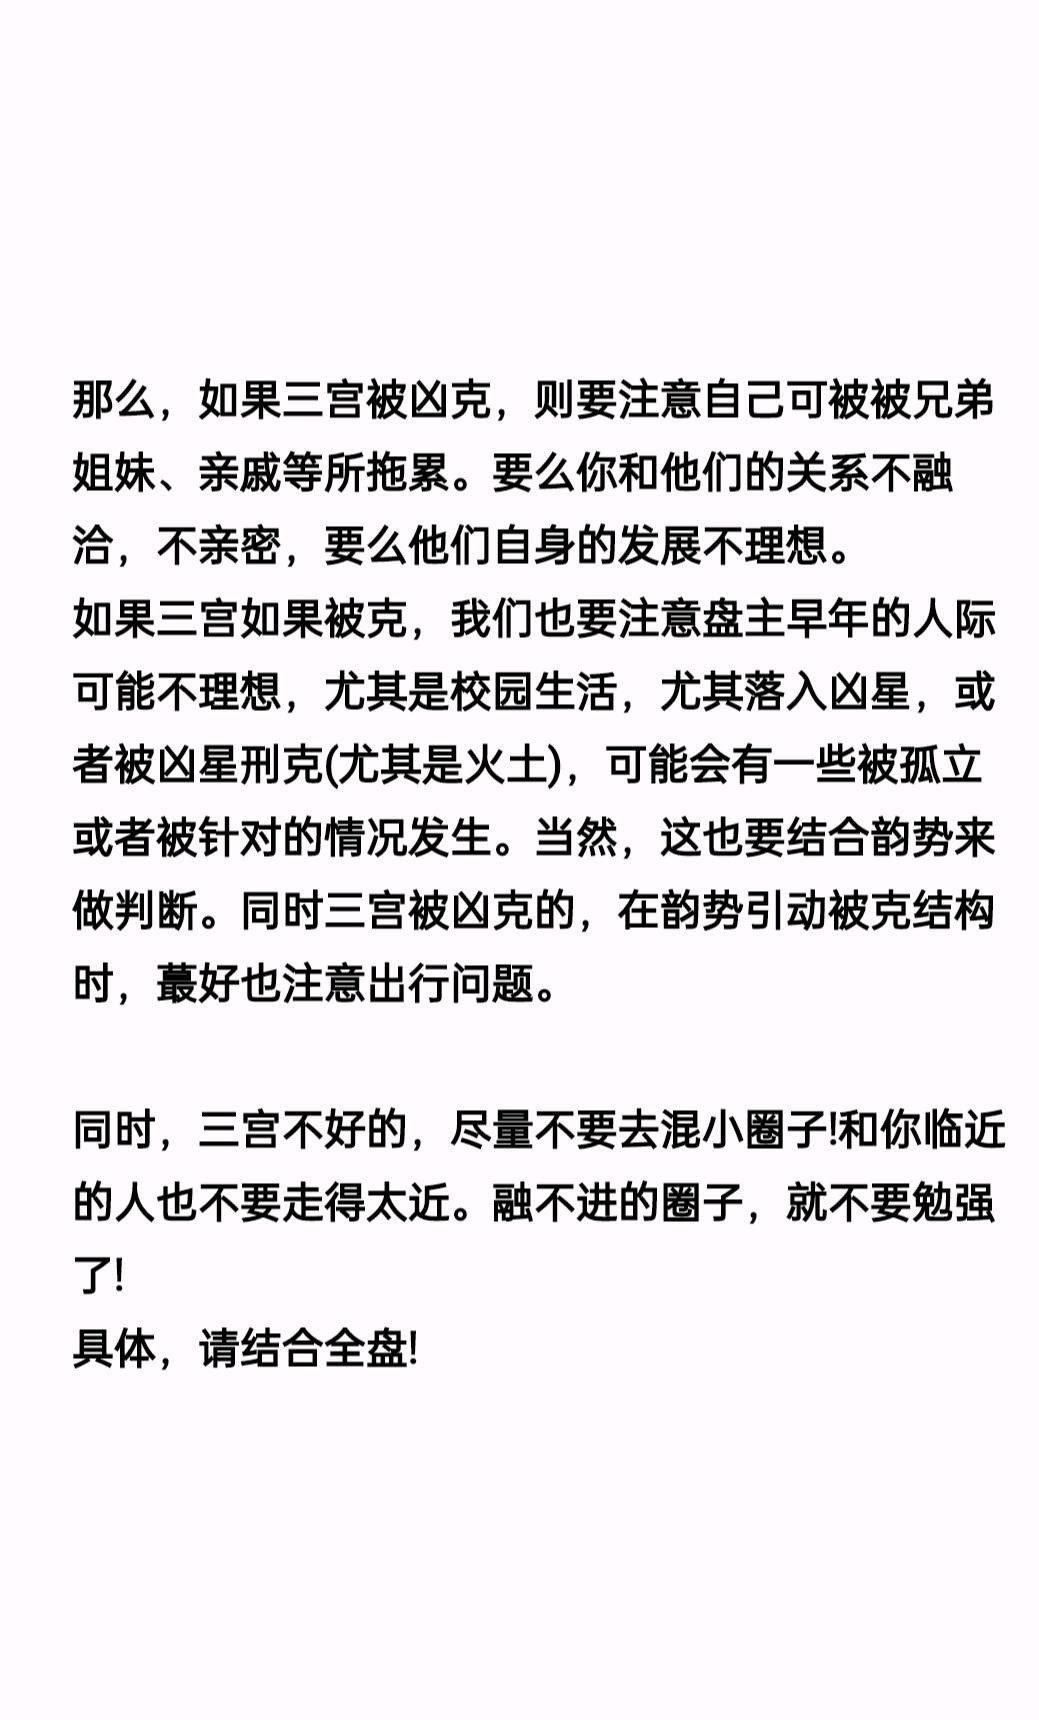 那么，如果三宫被凶克，则要注意自己可被被兄弟
姐妹、亲戚等所拖累。要么你和他们的关系不融
洽，不亲密，要么他们自身的发展不理想。
如果三宫如果被克，我们也要注意盘主早年的人际
可能不理想，尤其是校园生活，尤其落入凶星，或
者被凶星刑克(尤其是火土)，可能会有一些被孤立
或者被针对的情况发生。当然，这也要结合韵势来
做判断。同时三宫被凶克的，在韵势引动被克结构
时，蕞好也注意出行问题。
同时，三宫不好的，尽量不要去混小圈子!和你临近
的人也不要走得太近。融不进的圈子，就不要勉强
了!
具体，请结合全盘!